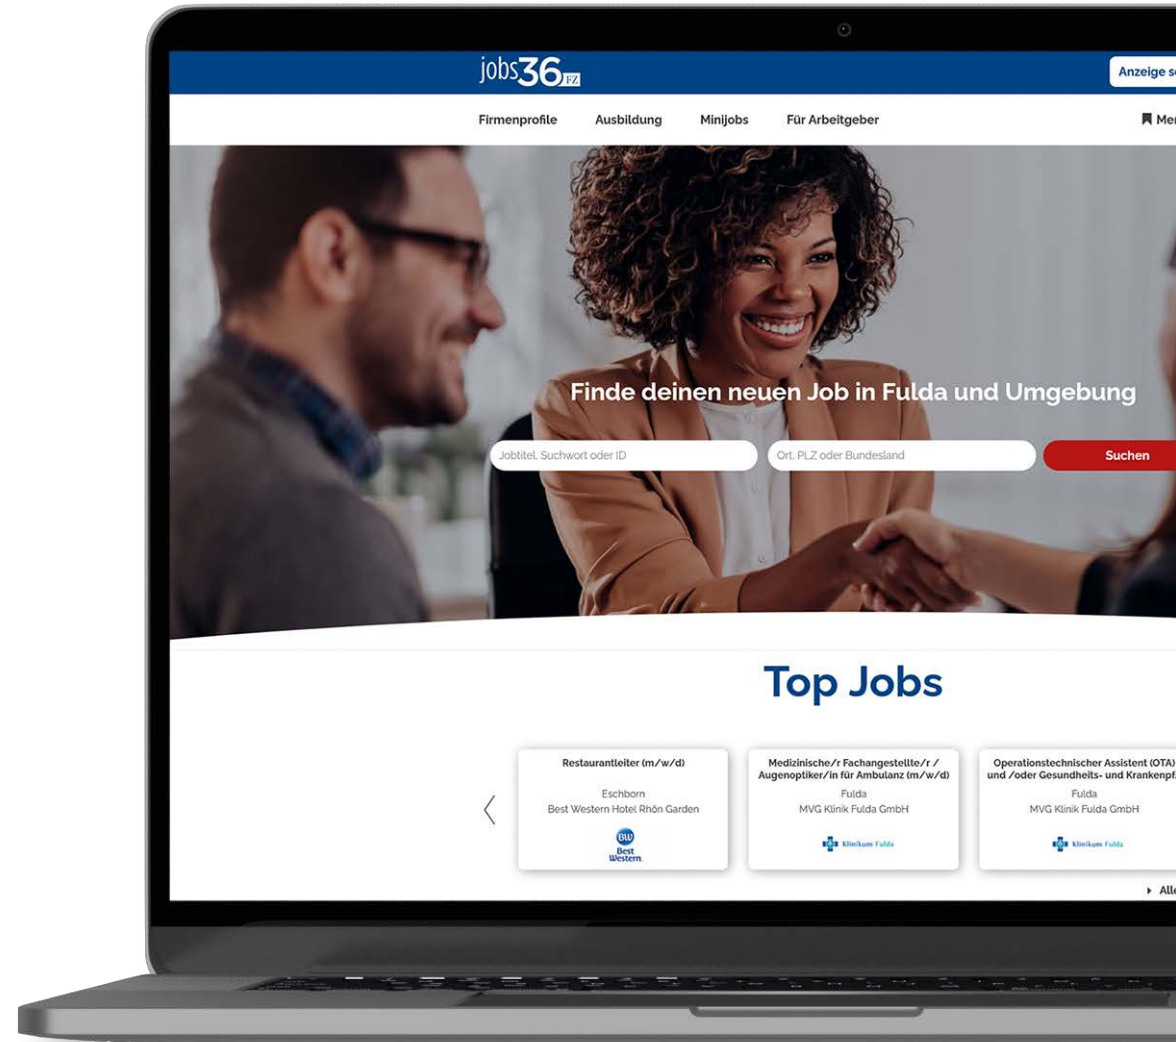 jobs36 FZ
Anzeige s
Firmenprofile Ausbildung Minijobs Für Arbeitgeber Mer
Finde deinen neuen Job in Fulda und Umgebung
Jobtitel, Suchwort oder ID
Ort, PLZ oder Bundesland
Suchen
Top Jobs
Restaurantleiter (m/w/d)
Eschborn
Best Western Hotel Rhön Garden
BW
Best
Western.
Medizinische/r Fachangestellte/r /
Augenoptiker/in für Ambulanz (m/w/d)
Fulda
MVG Klinik Fulda GmbH
Klinikum Fulda
Operationstechnischer Assistent (OTA)
und /oder Gesundheits- und Krankenpf
Fulda
MVG Klinik Fulda GmbH
Klinikum Fulda
Alle